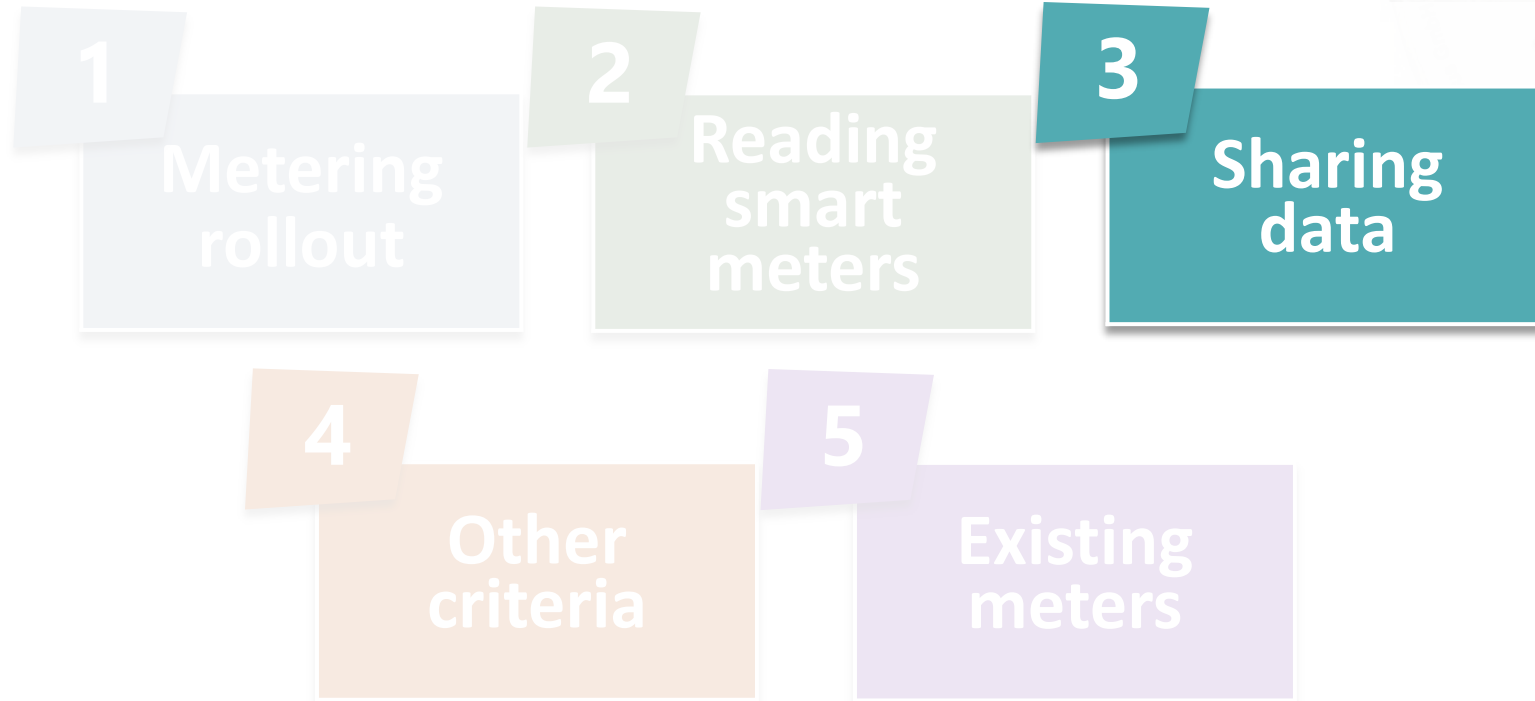 1
Metering
rollout
2
Reading
smart
meters
3
Sharing
data
4
Other
criteria
5
Existing
meters